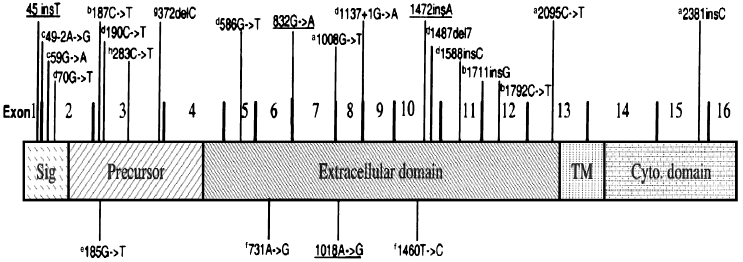 45 insT ᵇ187C->T ᵍ372delC ᵈ586G->T 832G->A ᵈ1137+1G->A 1472insA ᵃ2095C->T ᵃ2381insC
ᶜ49-2A->G ᵈ190C->T ᵃ1008G->T ᵈ1487del7
ᶜ59G->A ʰ283C->T ᵈ1588insC
ᵈ70G->T ᵇ1711insG
ᵇ1792C->T
Exon 1 2 3 4 5 6 7 8 9 10 11 12 13 14 15 16
Sig Precursor Extracellular domain TM Cyto. domain
ᵉ185G->T ᶠ731A->G 1018A->G ᶠ1460T->C